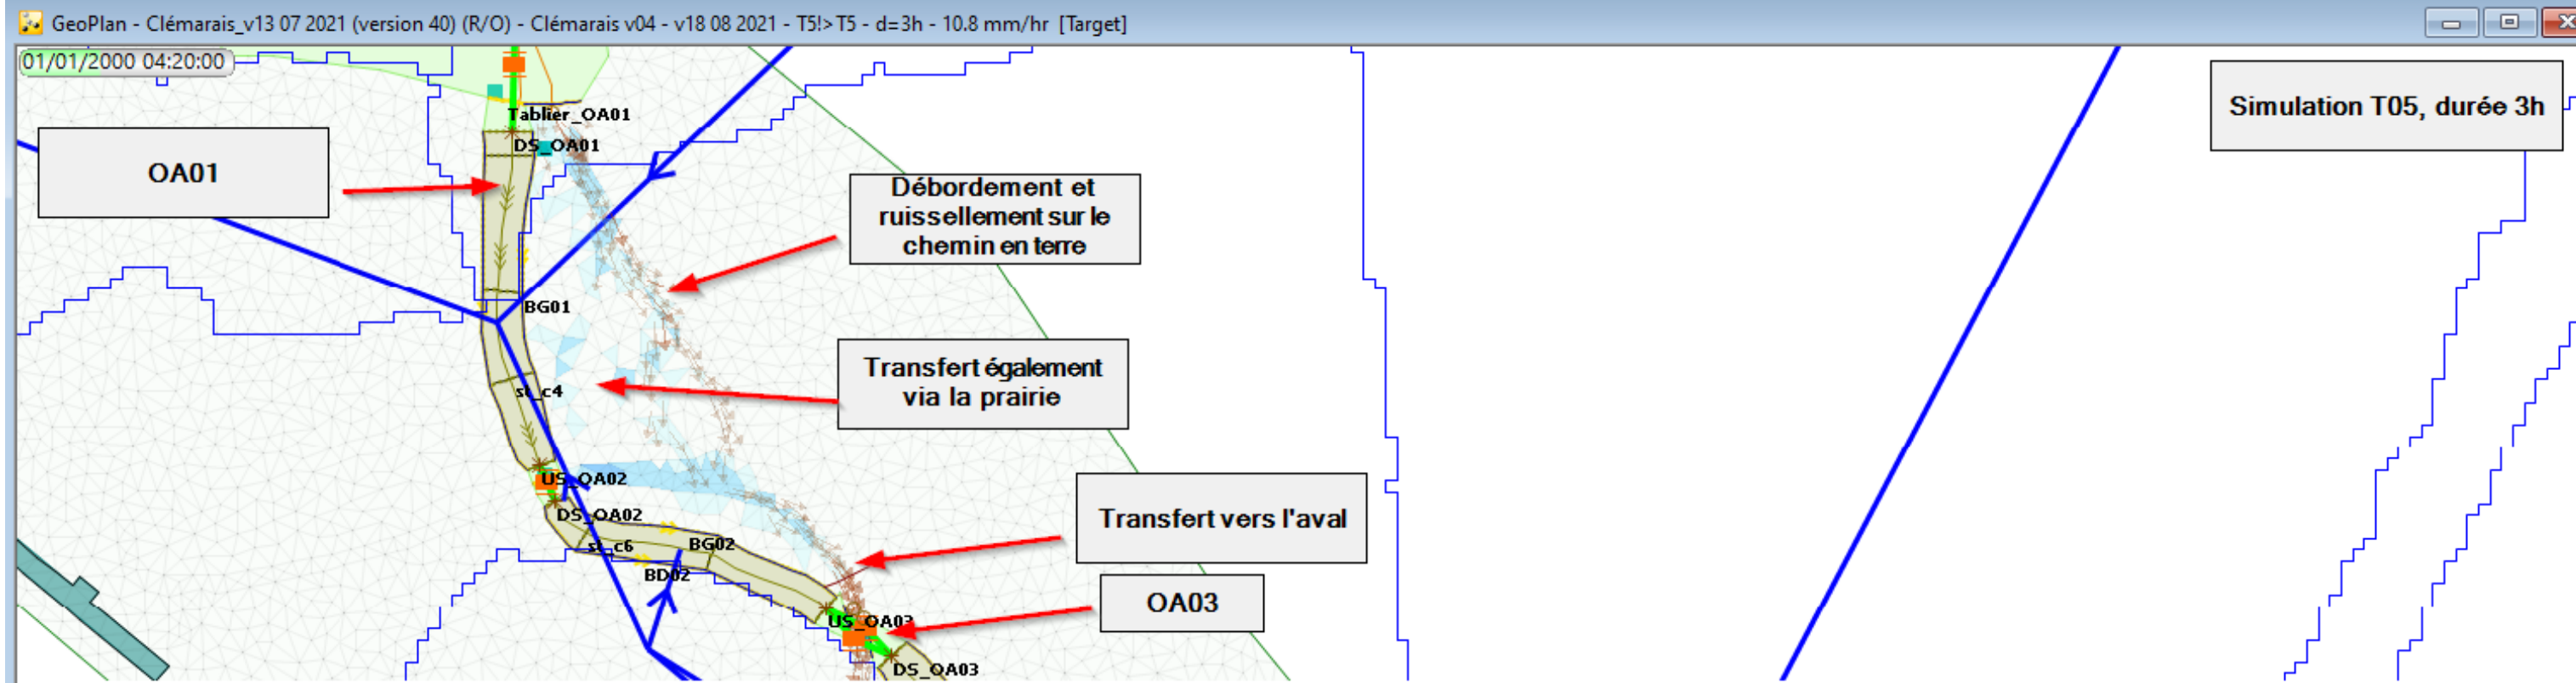 GeoPlan - Clémarais_v13 07 2021 (version 40) (R/O) - Clémarais v04 - v18 08 2021 - T5!>T5 - d=3h - 10.8 mm/hr [Target]
01/01/2000 04:20:00
Tablier_OA01
Simulation T05, durée 3h
DS_OA01
OA01
Débordement et
ruissellement sur le
chemin en terre
BG01
Transfert également
via la prairie
st_c4
US_OA02
DS_OA02
Transfert vers l'aval
st_c6
BG02
BD02
OA03
US_OA03
DS_OA03